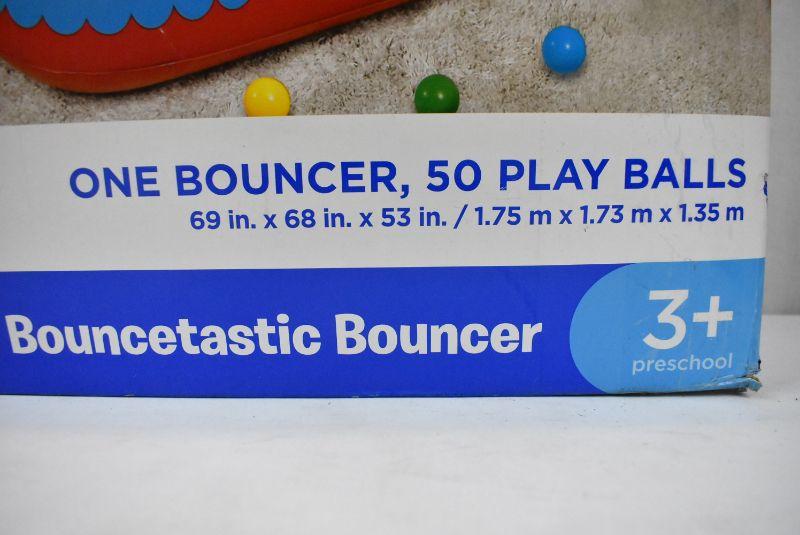 ONE BOUNCER, 50 PLAY BALLS
69 in. x 68 in. x 53 in. / 1.75 m x 1.73 m x 1.35 m
Bouncetastic Bouncer
3+
preschool